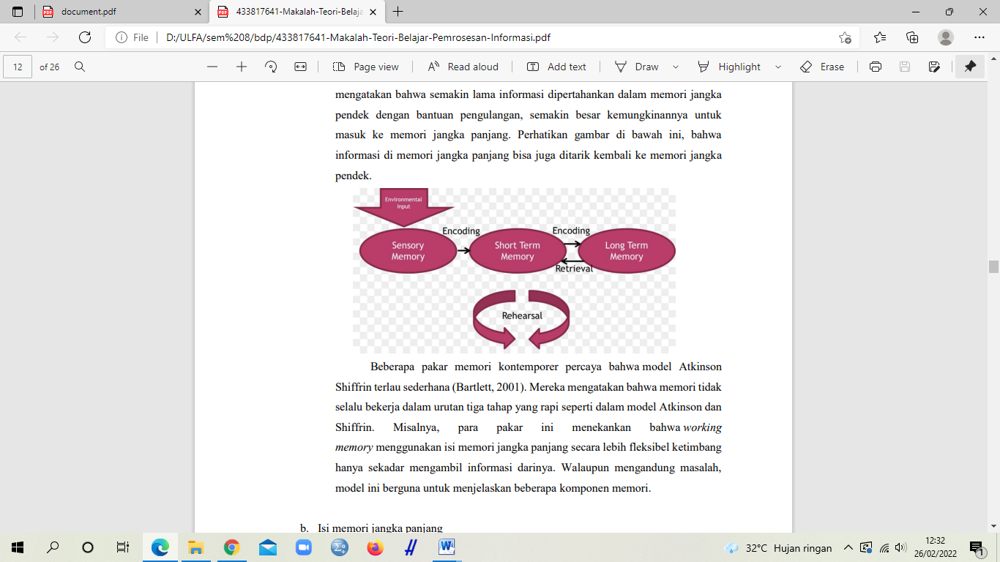 document.pdf
433817641-Makalah-Teori-Belaja
File
D:/ULFA/sem%208/bdp/433817641-Makalah-Teori-Belajar-Pemrosesan-Informasi.pdf
12 of 26 Page view Read aloud Add text Draw Highlight Erase
mengatakan bahwa semakin lama informasi dipertahankan dalam memori jangka
pendek dengan bantuan pengulangan, semakin besar kemungkinannya untuk
masuk ke memori jangka panjang. Perhatikan gambar di bawah ini, bahwa
informasi di memori jangka panjang bisa juga ditarik kembali ke memori jangka
pendek.
Environmental
Input
Encoding
Encoding
Sensory
Memory
Short Term
Memory
Long Term
Memory
Retrieval
Rehearsal
Beberapa pakar memori kontemporer percaya bahwa model Atkinson
Shiffrin terlau sederhana (Bartlett, 2001). Mereka mengatakan bahwa memori tidak
selalu bekerja dalam urutan tiga tahap yang rapi seperti dalam model Atkinson dan
Shiffrin. Misalnya, para pakar ini menekankan bahwa working
memory menggunakan isi memori jangka panjang secara lebih fleksibel ketimbang
hanya sekadar mengambil informasi darinya. Walaupun mengandung masalah,
model ini berguna untuk menjelaskan beberapa komponen memori.
b. Isi memori jangka panjang
32°C Hujan ringan
12:32
26/02/2022
1